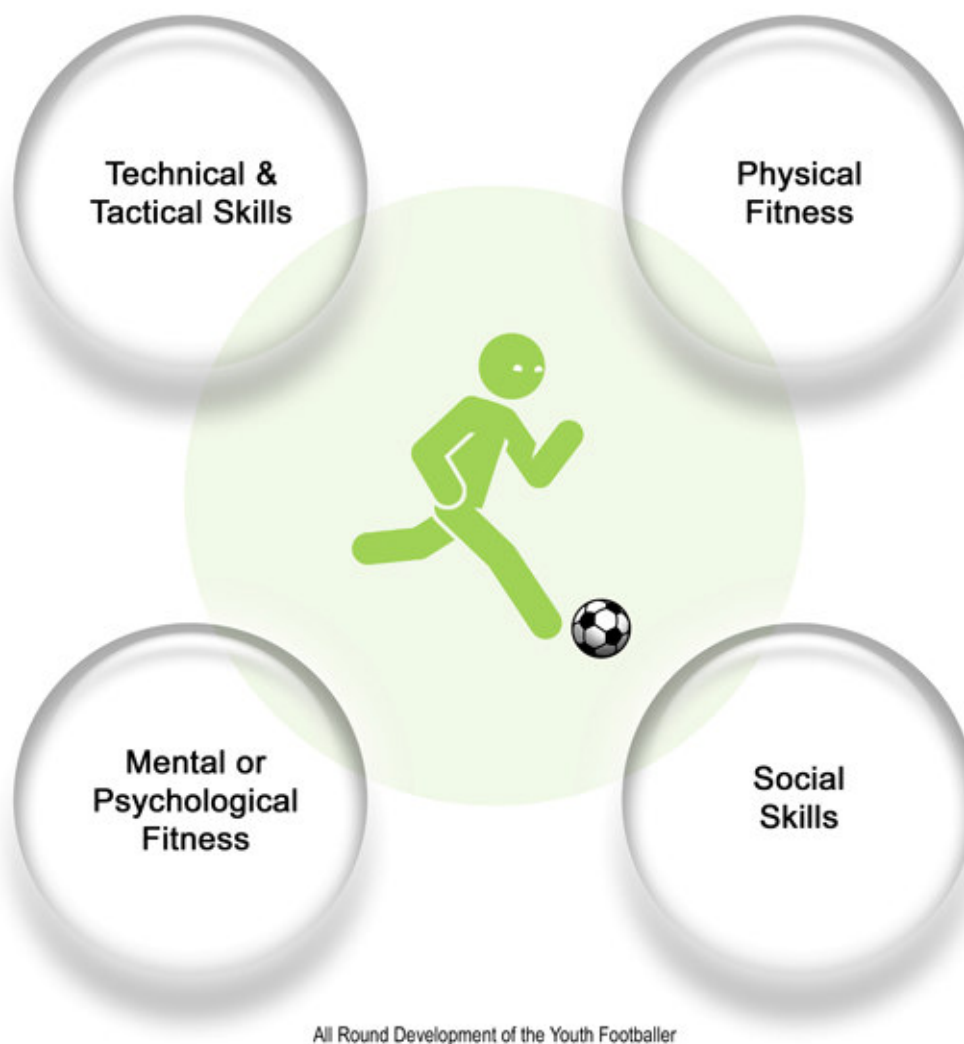 Technical &
Tactical Skills
Physical
Fitness
Mental or
Psychological
Fitness
Social
Skills
All Round Development of the Youth Footballer